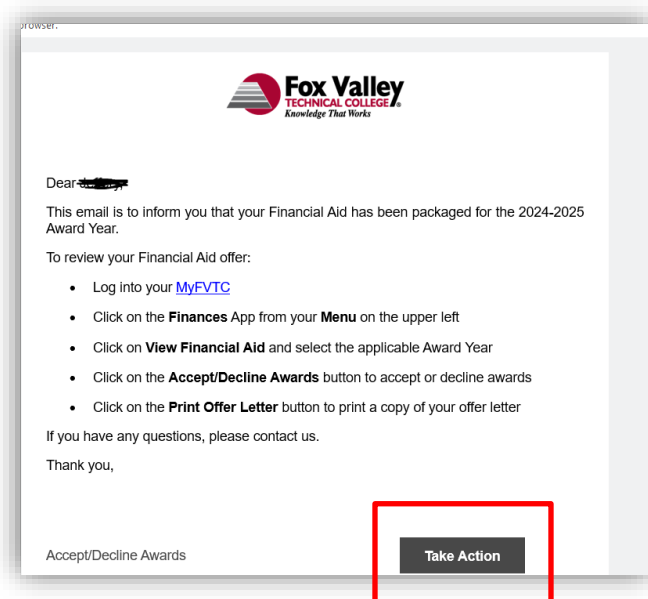 browser.
Fox Valley
TECHNICAL COLLEGE®
Knowledge That Works
Dear
This email is to inform you that your Financial Aid has been packaged for the 2024-2025
Award Year.
To review your Financial Aid offer:
• Log into your MyFVTC
• Click on the Finances App from your Menu on the upper left
• Click on View Financial Aid and select the applicable Award Year
• Click on the Accept/Decline Awards button to accept or decline awards
• Click on the Print Offer Letter button to print a copy of your offer letter
If you have any questions, please contact us.
Thank you,
Accept/Decline Awards
Take Action